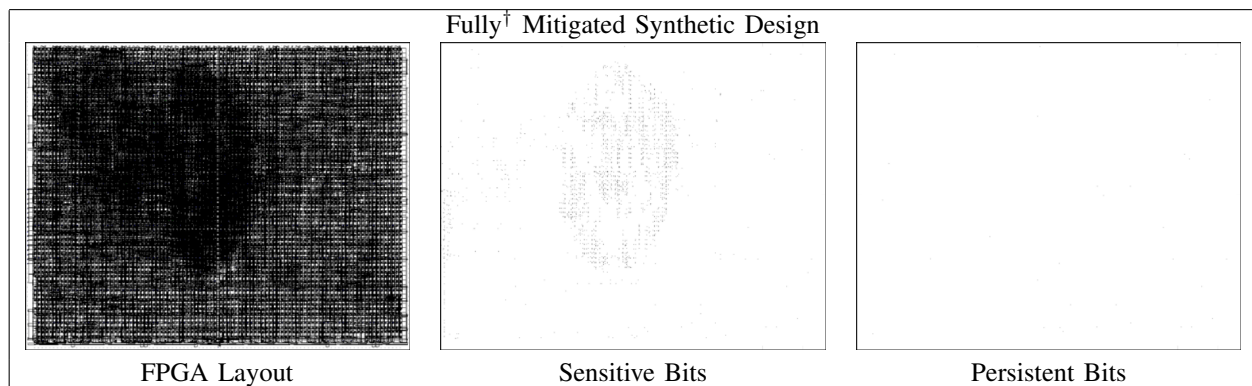 Fully† Mitigated Synthetic Design
FPGA Layout
Sensitive Bits
Persistent Bits